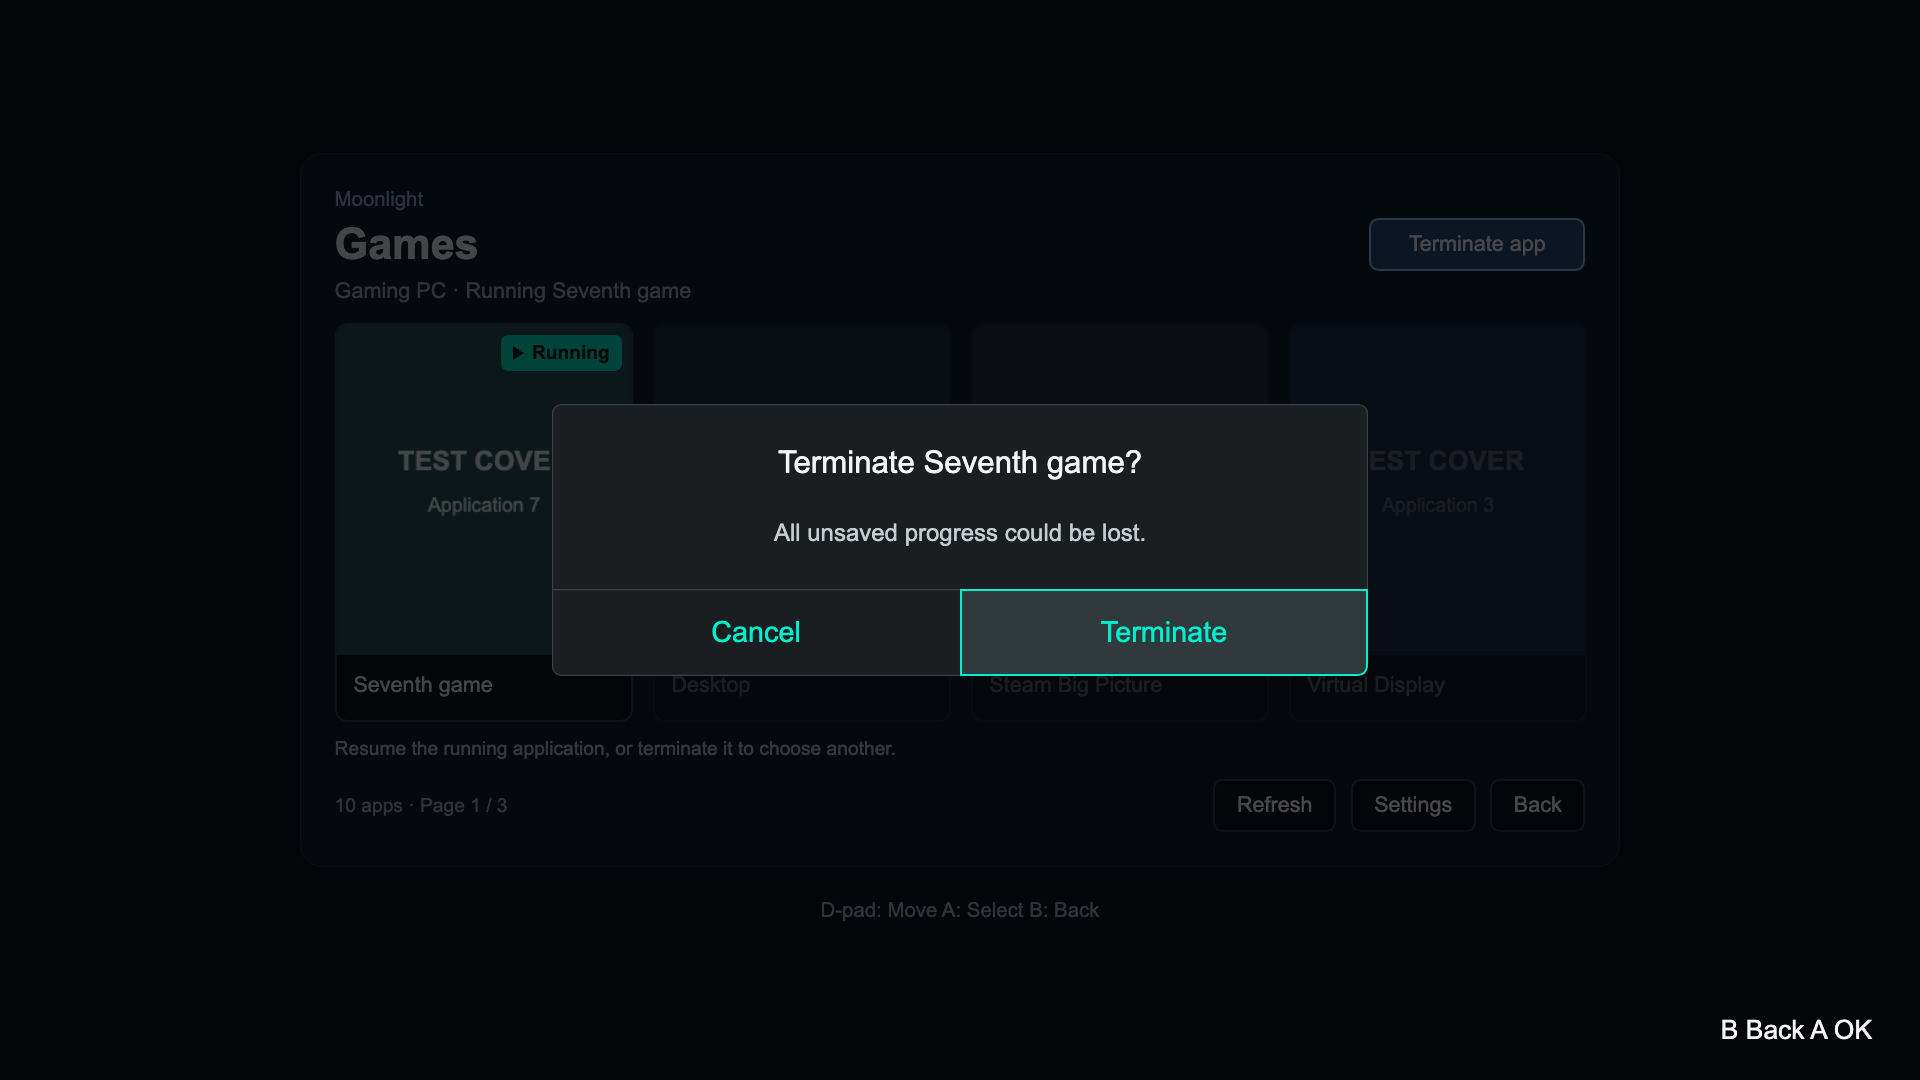 Moonlight
Games
Terminate app
Gaming PC · Running Seventh game
Running
TEST COVE
Application 7
EST COVER
Application 3
Terminate Seventh game?
All unsaved progress could be lost.
Cancel
Terminate
Seventh game
Desktop
Steam Big Picture
Virtual Display
Resume the running application, or terminate it to choose another.
10 apps · Page 1 / 3
Refresh
Settings
Back
D-pad: Move A: Select B: Back
B Back A OK